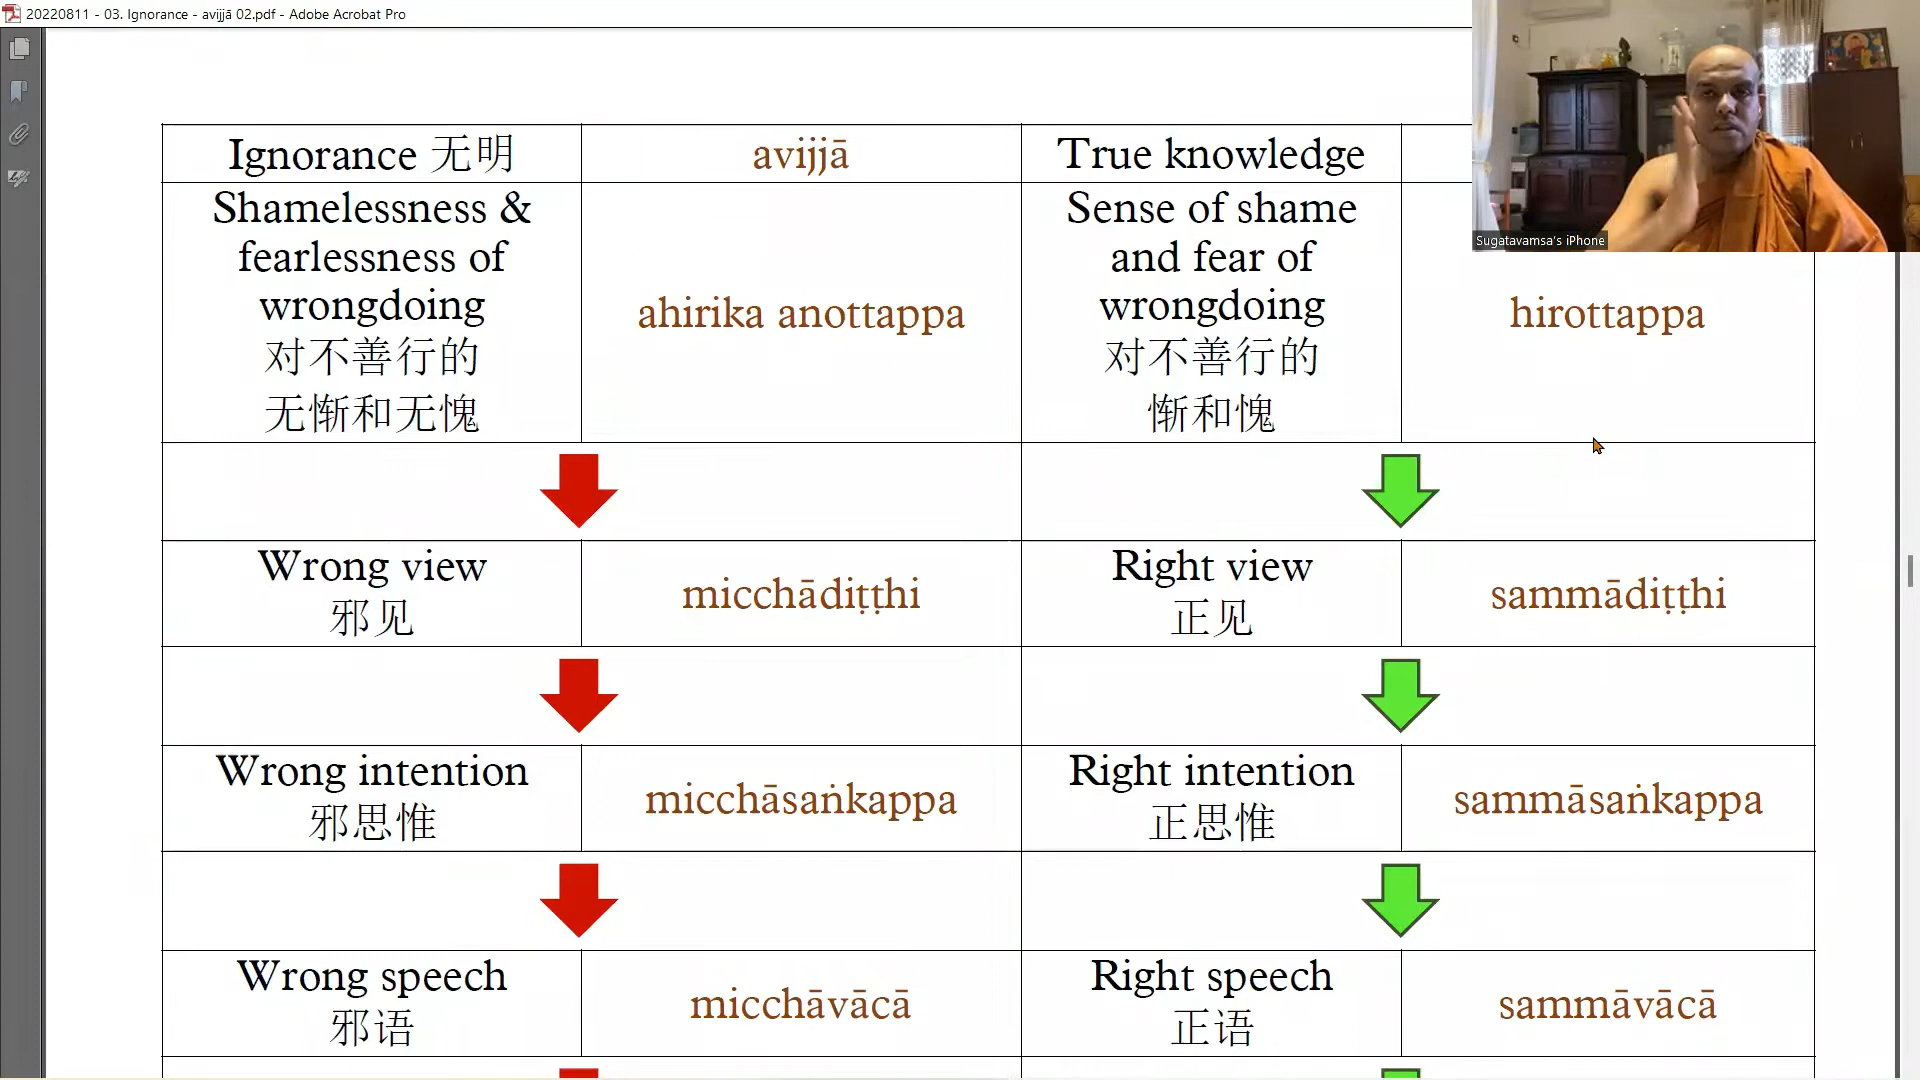 20220811 - 03. Ignorance - avijjā 02.pdf - Adobe Acrobat Pro
Sugatavamsa's iPhone
Ignorance 无明
avijjā
True knowledge
Shamelessness &
fearlessness of
wrongdoing
对不善行的
无惭和无愧
ahirika anottappa
Sense of shame
and fear of
wrongdoing
对不善行的
惭和愧
hirottappa
Wrong view
邪见
micchādiṭṭhi
Right view
正见
sammādiṭṭhi
Wrong intention
邪思惟
micchāsaṅkappa
Right intention
正思惟
sammāsaṅkappa
Wrong speech
邪语
micchāvācā
Right speech
正语
sammāvācā